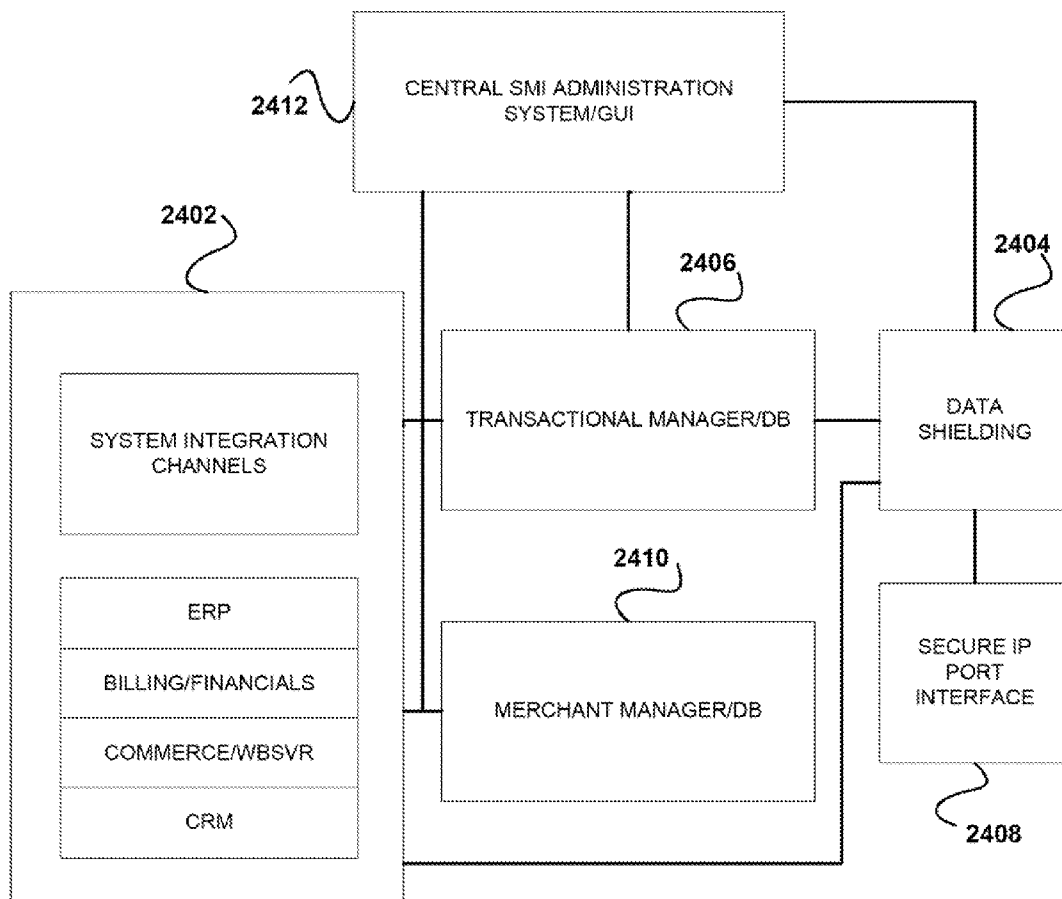 CENTRAL SMI ADMINISTRATION
SYSTEM/GUI
2412
2402
2406
2404
SYSTEM INTEGRATION
CHANNELS
TRANSACTIONAL MANAGER/DB
DATA
SHIELDING
2410
ERP
BILLING/FINANCIALS
COMMERCE/WBSVR
CRM
MERCHANT MANAGER/DB
SECURE IP
PORT
INTERFACE
2408